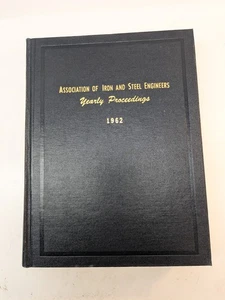 ASSOCIATION OF IRON AND STEEL ENGINEERS
Yearly Proceedings
1962